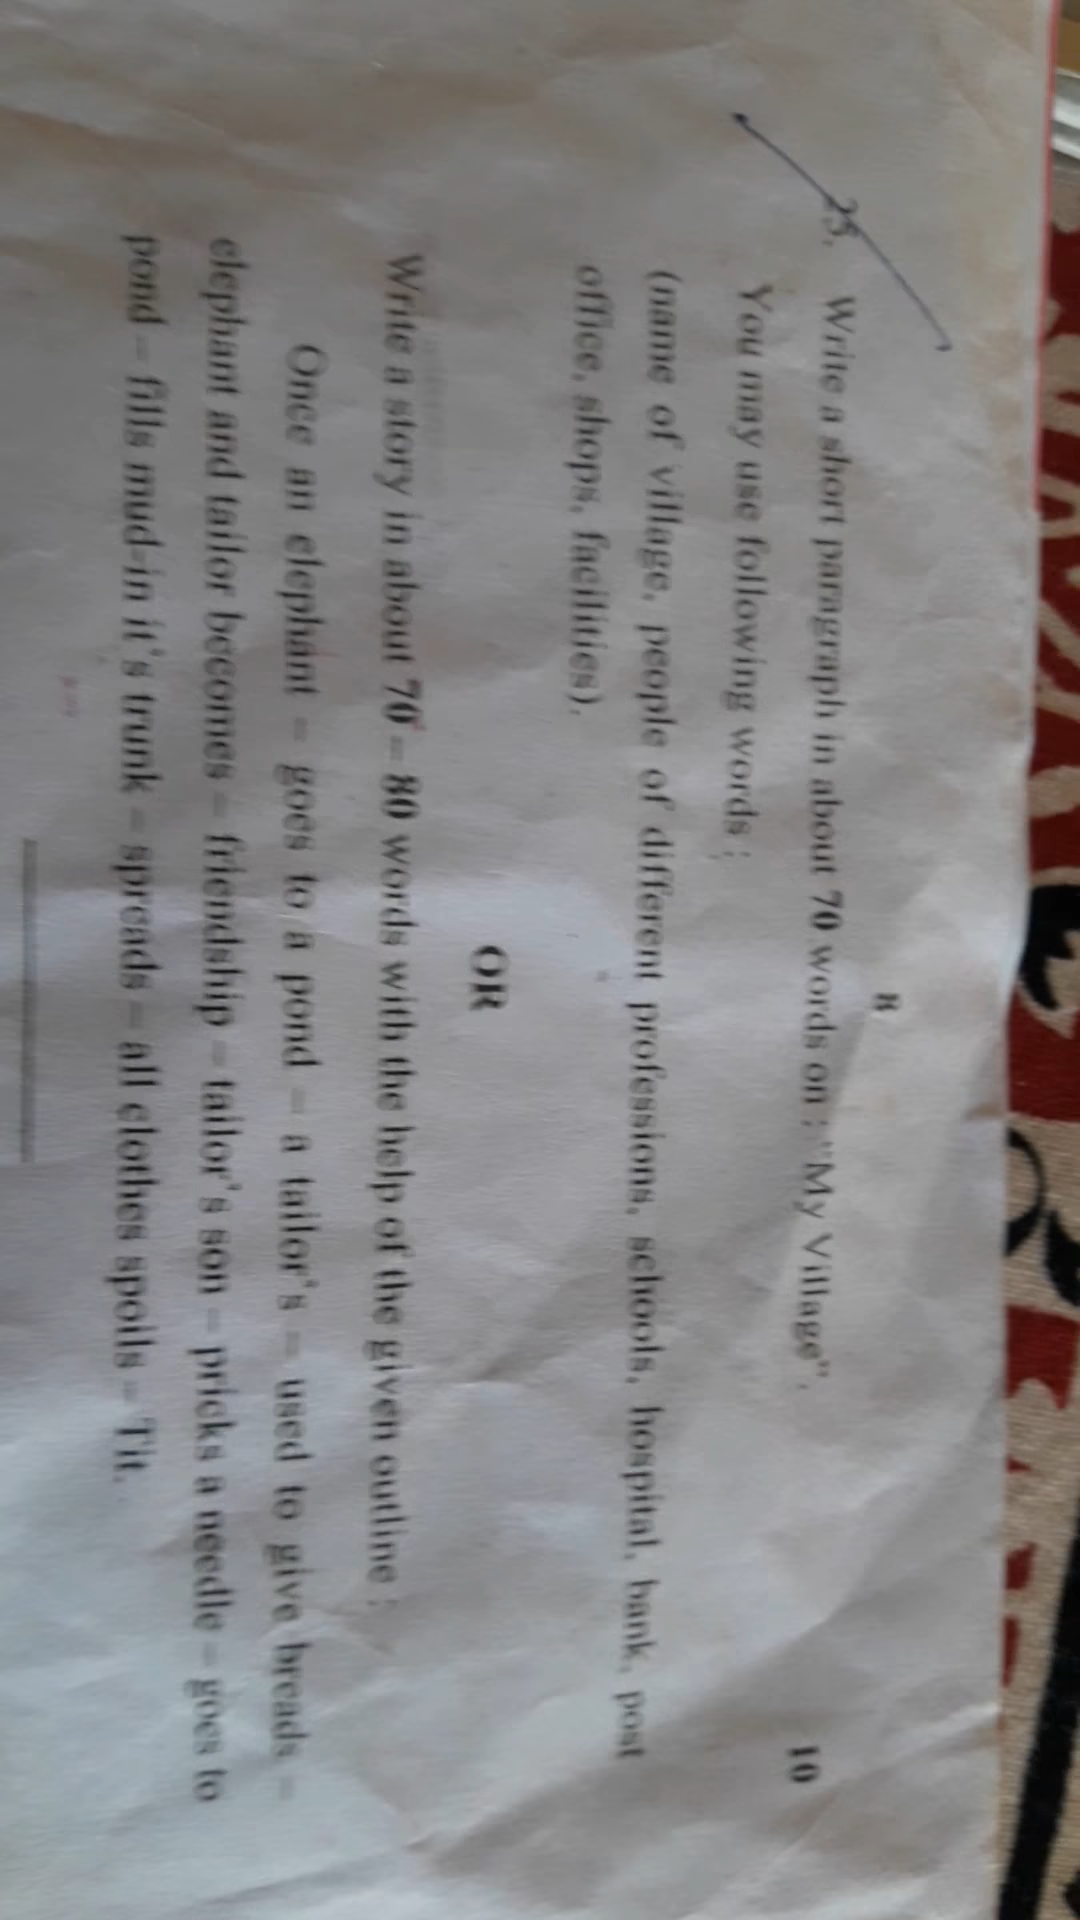 8
25. Write a short paragraph in about 70 words on : "My Village". 10
You may use following words :
(name of village, people of different professions, schools, hospital, bank, post
office, shops, facilities).
OR
Write a story in about 70 – 80 words with the help of the given outline :
Once an elephant – goes to a pond – a tailor's – used to give breads –
elephant and tailor becomes – friendship – tailor's son – pricks a needle – goes to
pond – fills mud-in it's trunk – spreads – all clothes spoils – Tit.